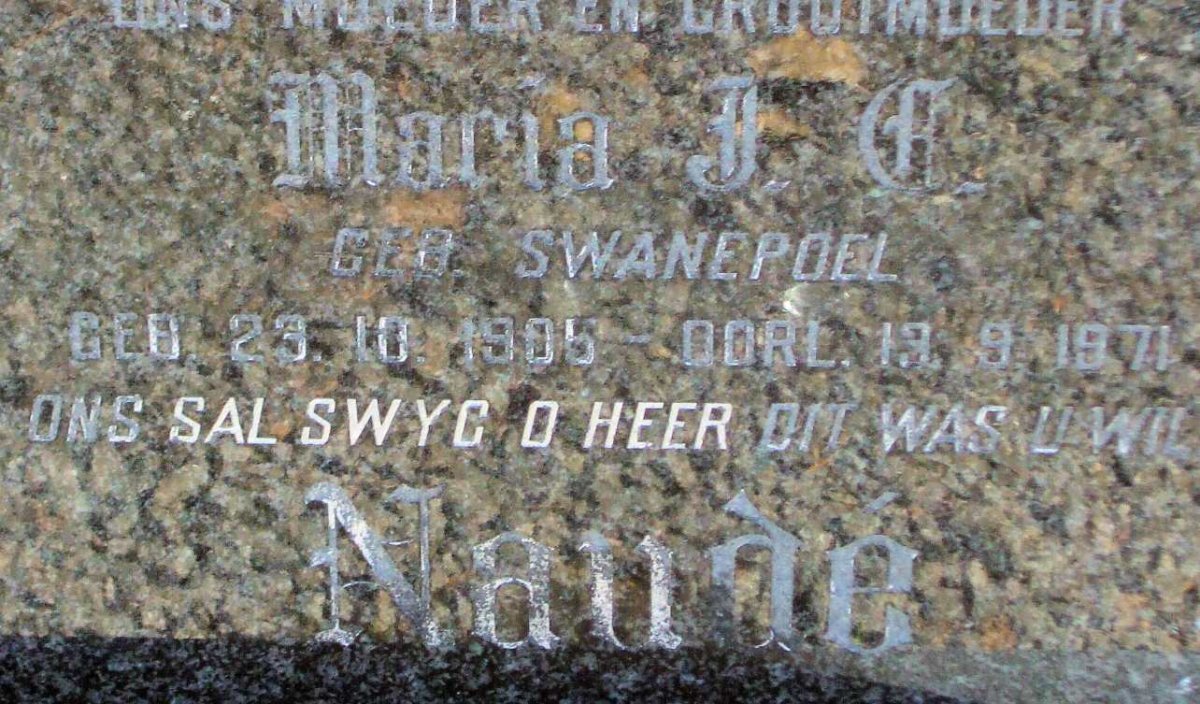 ONS MOEDER EN GROOTMOEDER
Maria J. C.
GEB. SWANEPOEL
GEB. 23. 10. 1905 - OORL. 13. 9. 1971
ONS SAL SWYG O HEER DIT WAS U WIL
Naudé